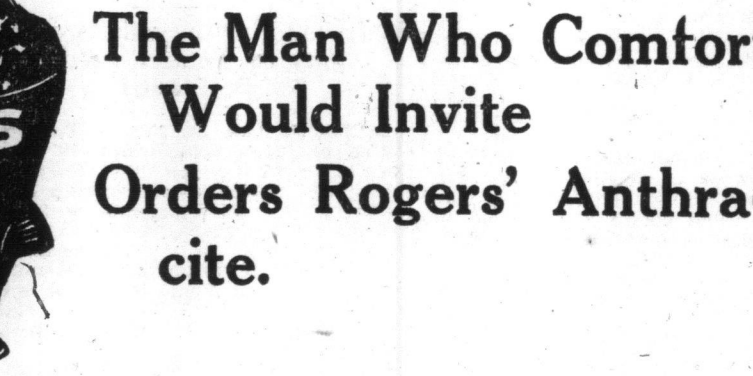 The Man Who Comfor
Would Invite
Orders Rogers' Anthra
cite.